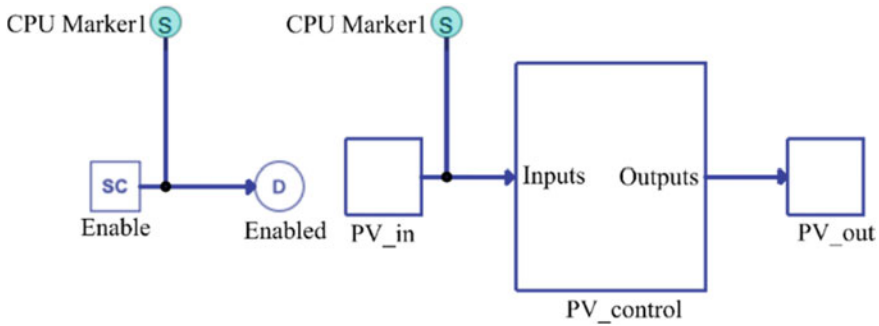 CPU Marker1 S
CPU Marker1 S
SC
D
Enable
Enabled
PV_in
Inputs
Outputs
PV_out
PV_control